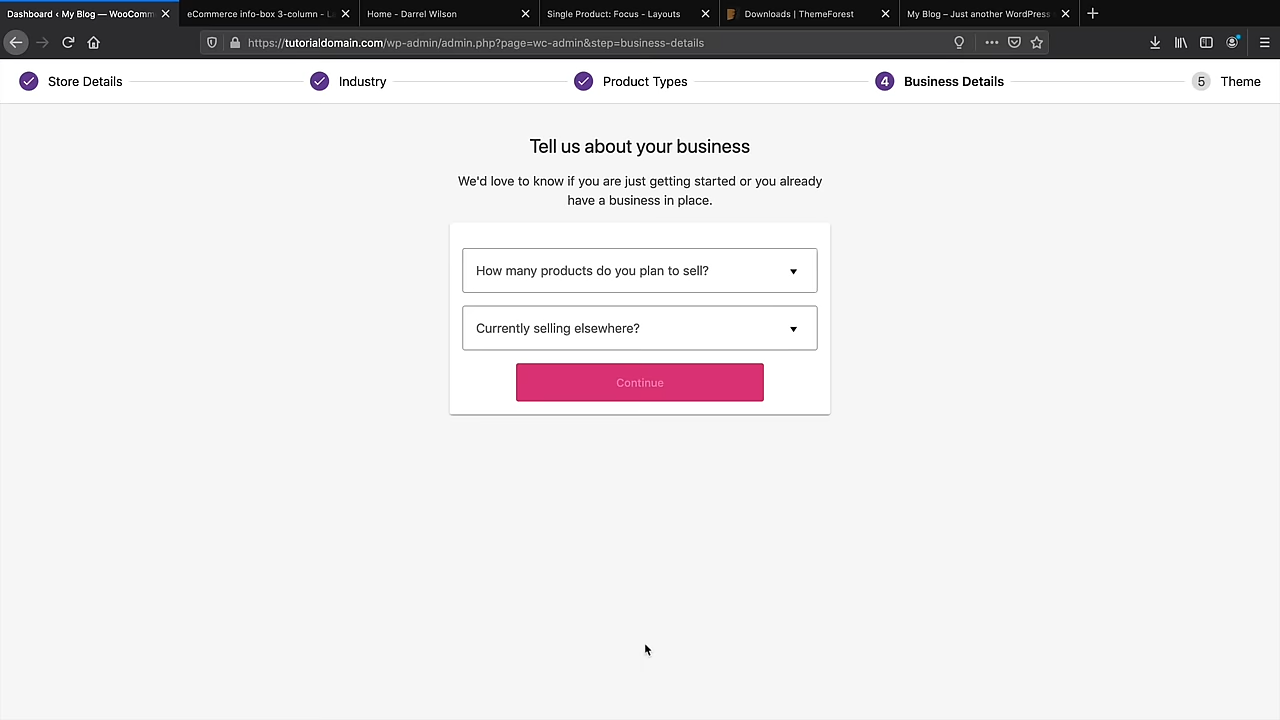 Dashboard ‹ My Blog — WooComm
eCommerce info-box 3-column - La
Home - Darrel Wilson
Single Product: Focus - Layouts
Downloads | ThemeForest
My Blog – Just another WordPress
https://tutorialdomain.com/wp-admin/admin.php?page=wc-admin&step=business-details
Store Details
Industry
Product Types
4 Business Details
5 Theme
Tell us about your business
We'd love to know if you are just getting started or you already
have a business in place.
How many products do you plan to sell?
Currently selling elsewhere?
Continue